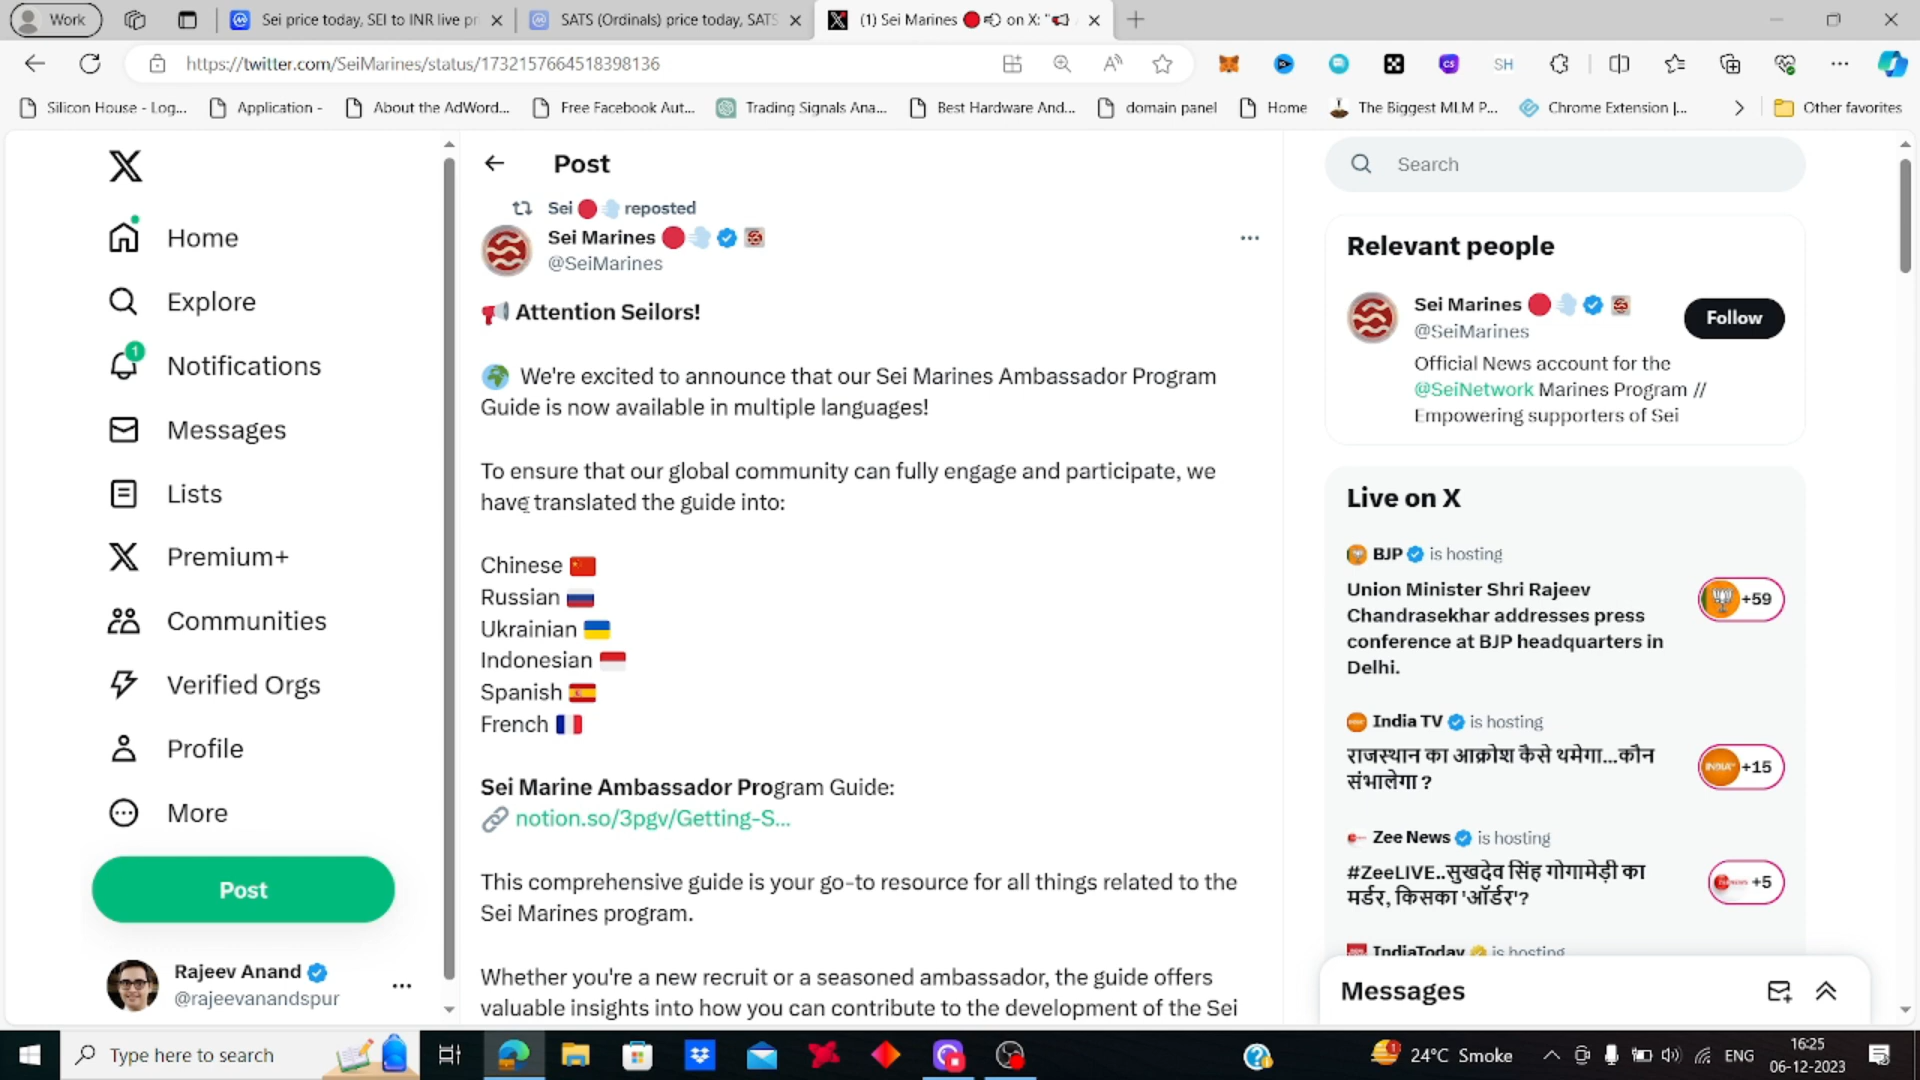 Work
Sei price today, SEI to INR live pr
SATS (Ordinals) price today, SATS
(1) Sei Marines on X: "
https://twitter.com/SeiMarines/status/1732157664518398136
Silicon House - Log...
Application -
About the AdWord...
Free Facebook Aut...
Trading Signals Ana...
Best Hardware And...
domain panel
Home
The Biggest MLM P...
Chrome Extension |...
Other favorites
Home
Explore
1
Notifications
Messages
Lists
Premium+
Communities
Verified Orgs
Profile
More
Post
Rajeev Anand
@rajeevanandspur
Post
Sei reposted
Sei Marines
@SeiMarines
Attention Seilors!
We're excited to announce that our Sei Marines Ambassador Program
Guide is now available in multiple languages!
To ensure that our global community can fully engage and participate, we
have translated the guide into:
Chinese
Russian
Ukrainian
Indonesian
Spanish
French
Sei Marine Ambassador Program Guide:
notion.so/3pgv/Getting-S...
This comprehensive guide is your go-to resource for all things related to the
Sei Marines program.
Whether you're a new recruit or a seasoned ambassador, the guide offers
valuable insights into how you can contribute to the development of the Sei
Search
Relevant people
Sei Marines
@SeiMarines
Follow
Official News account for the
@SeiNetwork Marines Program //
Empowering supporters of Sei
Live on X
BJP is hosting
Union Minister Shri Rajeev
Chandrasekhar addresses press
conference at BJP headquarters in
Delhi.
+59
India TV is hosting
राजस्थान का आक्रोश कैसे थमेगा...कौन
संभालेगा ?
+15
Zee News is hosting
#ZeeLIVE..सुखदेव सिंह गोगामेड़ी का
मर्डर, किसका 'ऑर्डर'?
+5
IndiaToday is hosting
Messages
Type here to search
24°C Smoke
ENG
16:25
06-12-2023